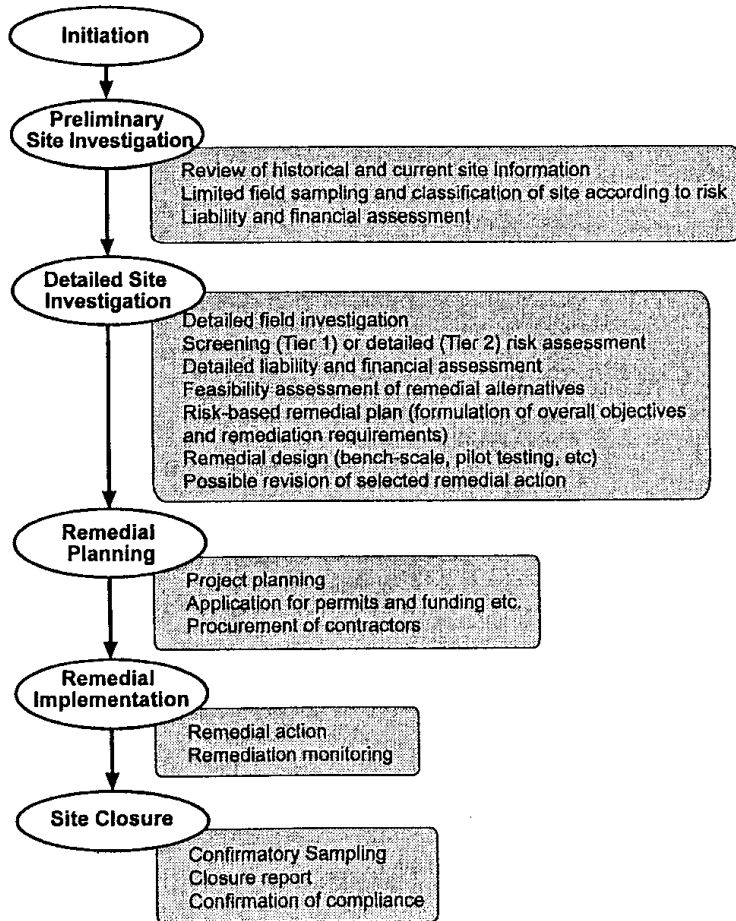 Initiation
Preliminary
Site Investigation
Review of historical and current site Information
Limited field sampling and classification of site according to risk
Liability and financial assessment
Detailed Site
Investigation
Detailed field investigation
Screening (Tier 1) or detailed (Tier 2) risk assessment
Detailed liability and financial assessment
Feasibility assessment of remedial alternatives
Risk-based remedial plan (formulation of overall objectives
and remediation requirements)
Remedial design (bench-scale, pilot testing, etc)
Possible revision of selected remedial action
Remedial
Planning
Project planning
Application for permits and funding etc.
Procurement of contractors
Remedial
Implementation
Remedial action
Remediation monitoring
Site Closure
Confirmatory Sampling
Closure report
Confirmation of compliance